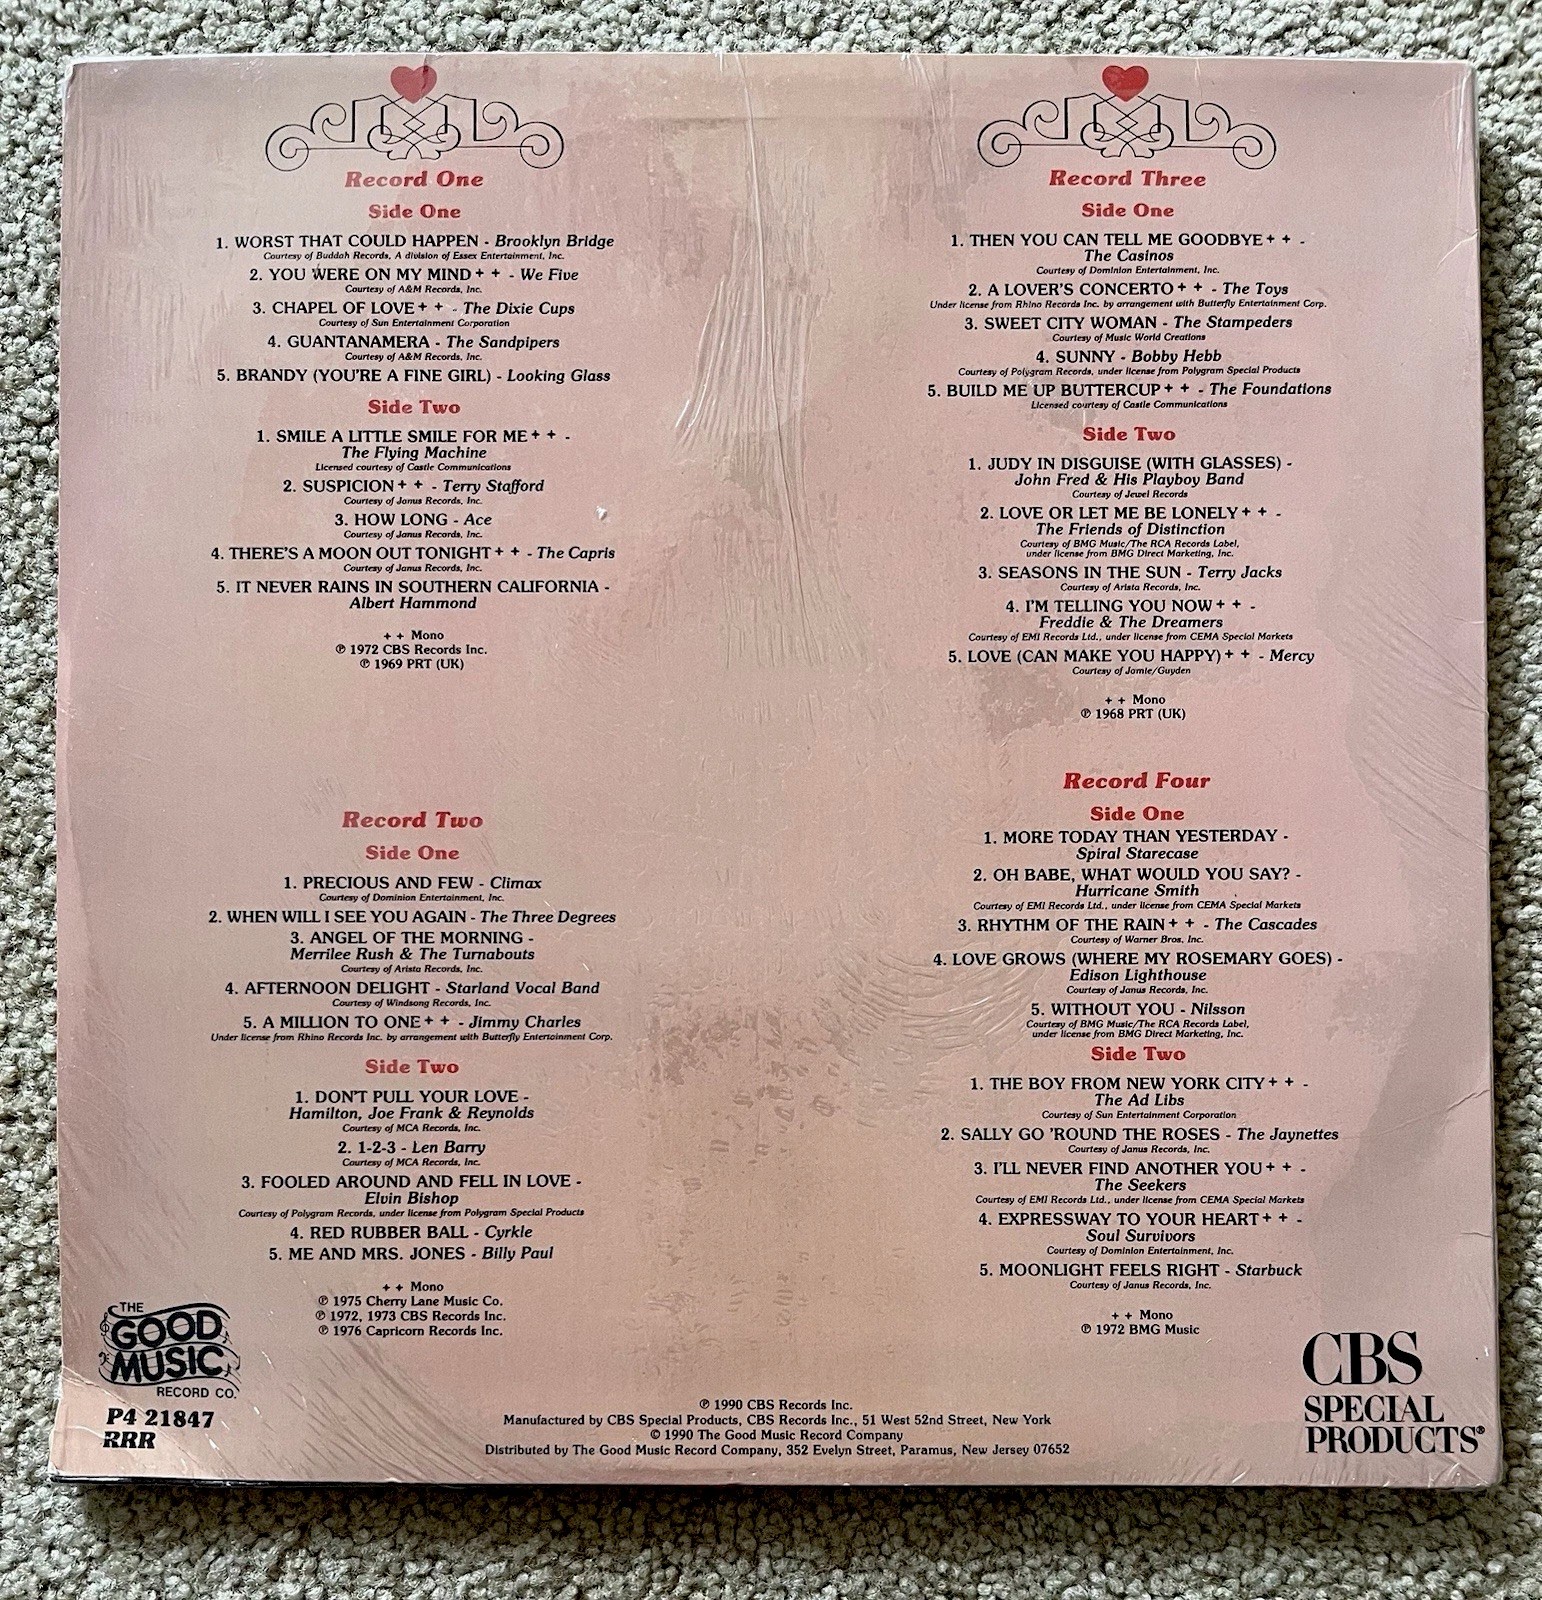 Record One
Side One
1. WORST THAT COULD HAPPEN - Brooklyn Bridge
Courtesy of Buddah Records, A division of Essex Entertainment, Inc.
2. YOU WERE ON MY MIND++ - We Five
Courtesy of A&M Records, Inc.
3. CHAPEL OF LOVE++ - The Dixie Cups
Courtesy of Sun Entertainment Corporation
4. GUANTANAMERA - The Sandpipers
Courtesy of A&M Records, Inc.
5. BRANDY (YOU'RE A FINE GIRL) - Looking Glass
Side Two
1. SMILE A LITTLE SMILE FOR ME++ -
The Flying Machine
Licensed courtesy of Castle Communications
2. SUSPICION++ - Terry Stafford
Courtesy of Janus Records, Inc.
3. HOW LONG - Ace
Courtesy of Janus Records, Inc.
4. THERE'S A MOON OUT TONIGHT++ - The Capris
Courtesy of Janus Records, Inc.
5. IT NEVER RAINS IN SOUTHERN CALIFORNIA -
Albert Hammond
++ Mono
℗ 1972 CBS Records Inc.
℗ 1969 PRT (UK)
Record Two
Side One
1. PRECIOUS AND FEW - Climax
Courtesy of Dominion Entertainment, Inc.
2. WHEN WILL I SEE YOU AGAIN - The Three Degrees
3. ANGEL OF THE MORNING -
Merrilee Rush & The Turnabouts
Courtesy of Arista Records, Inc.
4. AFTERNOON DELIGHT - Starland Vocal Band
Courtesy of Windsong Records, Inc.
5. A MILLION TO ONE++ - Jimmy Charles
Under license from Rhino Records Inc. by arrangement with Butterfly Entertainment Corp.
Side Two
1. DON'T PULL YOUR LOVE -
Hamilton, Joe Frank & Reynolds
Courtesy of MCA Records, Inc.
2. 1-2-3 - Len Barry
Courtesy of MCA Records, Inc.
3. FOOLED AROUND AND FELL IN LOVE -
Elvin Bishop
Courtesy of Polygram Records, under license from Polygram Special Products
4. RED RUBBER BALL - Cyrkle
5. ME AND MRS. JONES - Billy Paul
++ Mono
℗ 1975 Cherry Lane Music Co.
℗ 1972, 1973 CBS Records Inc.
℗ 1976 Capricorn Records Inc.
Record Three
Side One
1. THEN YOU CAN TELL ME GOODBYE++ -
The Casinos
Courtesy of Dominion Entertainment, Inc.
2. A LOVER'S CONCERTO++ - The Toys
Under license from Rhino Records Inc. by arrangement with Butterfly Entertainment Corp.
3. SWEET CITY WOMAN - The Stampeders
Courtesy of Music World Creations
4. SUNNY - Bobby Hebb
Courtesy of Polygram Records, under license from Polygram Special Products
5. BUILD ME UP BUTTERCUP++ - The Foundations
Licensed courtesy of Castle Communications
Side Two
1. JUDY IN DISGUISE (WITH GLASSES) -
John Fred & His Playboy Band
Courtesy of Jewel Records
2. LOVE OR LET ME BE LONELY++ -
The Friends of Distinction
Courtesy of BMG Music/The RCA Records Label,
under license from BMG Direct Marketing, Inc.
3. SEASONS IN THE SUN - Terry Jacks
Courtesy of Arista Records, Inc.
4. I'M TELLING YOU NOW++ -
Freddie & The Dreamers
Courtesy of EMI Records Ltd., under license from CEMA Special Markets
5. LOVE (CAN MAKE YOU HAPPY)++ - Mercy
Courtesy of Jamie/Guyden
++ Mono
℗ 1968 PRT (UK)
Record Four
Side One
1. MORE TODAY THAN YESTERDAY -
Spiral Starecase
2. OH BABE, WHAT WOULD YOU SAY? -
Hurricane Smith
Courtesy of EMI Records Ltd., under license from CEMA Special Markets
3. RHYTHM OF THE RAIN++ - The Cascades
Courtesy of Warner Bros, Inc.
4. LOVE GROWS (WHERE MY ROSEMARY GOES) -
Edison Lighthouse
Courtesy of Janus Records, Inc.
5. WITHOUT YOU - Nilsson
Courtesy of BMG Music/The RCA Records Label,
under license from BMG Direct Marketing, Inc.
Side Two
1. THE BOY FROM NEW YORK CITY++ -
The Ad Libs
Courtesy of Sun Entertainment Corporation
2. SALLY GO 'ROUND THE ROSES - The Jaynettes
Courtesy of Janus Records, Inc.
3. I'LL NEVER FIND ANOTHER YOU++ -
The Seekers
Courtesy of EMI Records Ltd., under license from CEMA Special Markets
4. EXPRESSWAY TO YOUR HEART++ -
Soul Survivors
Courtesy of Dominion Entertainment, Inc.
5. MOONLIGHT FEELS RIGHT - Starbuck
Courtesy of Janus Records, Inc.
++ Mono
℗ 1972 BMG Music
THE
GOOD
MUSIC
RECORD CO.
P4 21847
RRR
℗ 1990 CBS Records Inc.
Manufactured by CBS Special Products, CBS Records Inc., 51 West 52nd Street, New York
© 1990 The Good Music Record Company
Distributed by The Good Music Record Company, 352 Evelyn Street, Paramus, New Jersey 07652
CBS
SPECIAL
PRODUCTS®